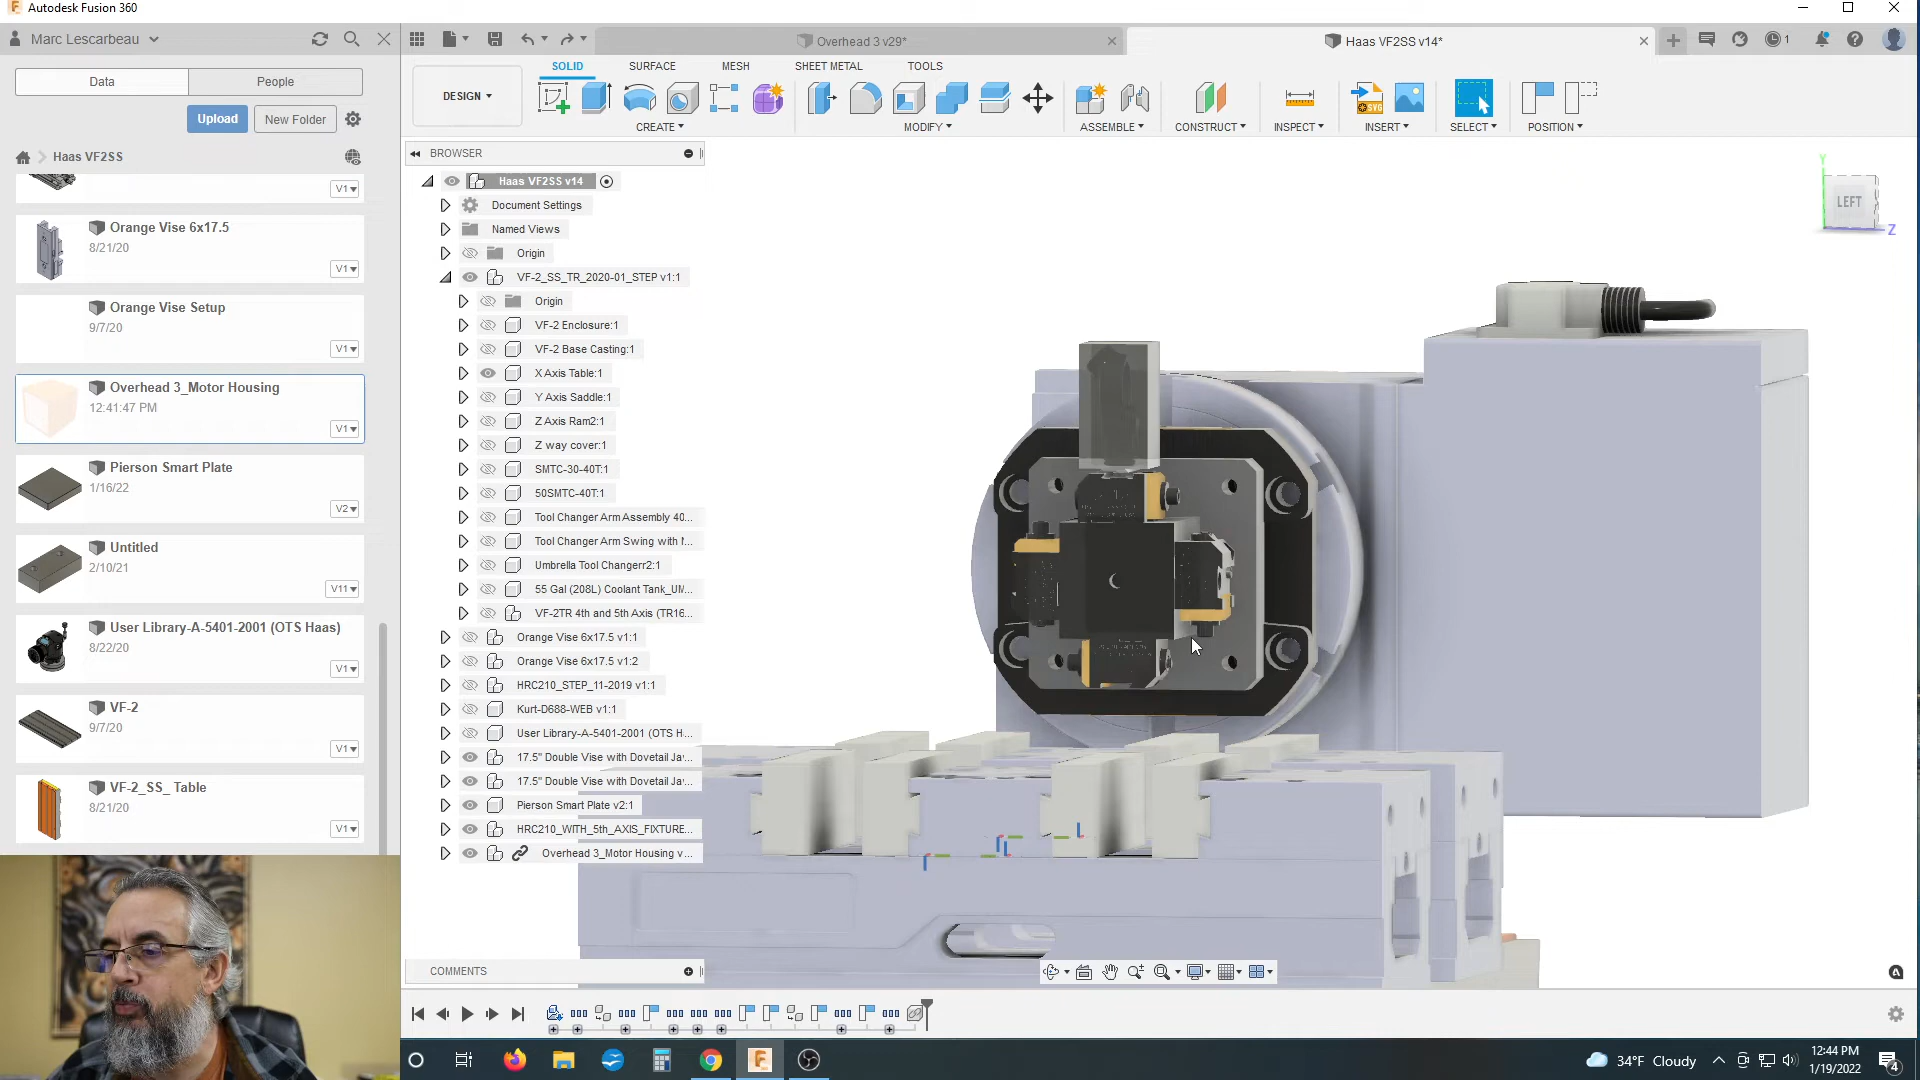 Autodesk Fusion 360
Marc Lescarbeau
Overhead 3 v29*
Haas VF2SS v14*
1
Data
People
Upload
New Folder
Haas VF2SS
SOLID
SURFACE
MESH
SHEET METAL
TOOLS
DESIGN
CREATE
MODIFY
ASSEMBLE
CONSTRUCT
INSPECT
INSERT
SELECT
POSITION
V1
Orange Vise 6x17.5
8/21/20
V1
Orange Vise Setup
9/7/20
V1
Overhead 3_Motor Housing
12:41:47 PM
V1
Pierson Smart Plate
1/16/22
V2
Untitled
2/10/21
V11
User Library-A-5401-2001 (OTS Haas)
8/22/20
V1
VF-2
9/7/20
V1
VF-2_SS_ Table
8/21/20
V1
BROWSER
Haas VF2SS v14
Document Settings
Named Views
Origin
VF-2_SS_TR_2020-01_STEP v1:1
Origin
VF-2 Enclosure:1
VF-2 Base Casting:1
X Axis Table:1
Y Axis Saddle:1
Z Axis Ram2:1
Z way cover:1
SMTC-30-40T:1
50SMTC-40T:1
Tool Changer Arm Assembly 40...
Tool Changer Arm Swing with
Umbrella Tool Changerr2:1
55 Gal (208L) Coolant Tank_
VF-2TR 4th and 5th Axis (TR16...
Orange Vise 6x17.5 v1:1
Orange Vise 6x17.5 v1:2
HRC210_STEP_11-2019 v1:1
Kurt-D688-WEB v1:1
User Library-A-5401-2001 (OTS H...
17.5" Double Vise with Dovetail Ja...
17.5" Double Vise with Dovetail Ja...
Pierson Smart Plate v2:1
HRC210_WITH_5th_AXIS_FIXTURE...
Overhead 3_Motor Housing v...
COMMENTS
Y
LEFT
Z
34°F Cloudy
12:44 PM
1/19/2022
4